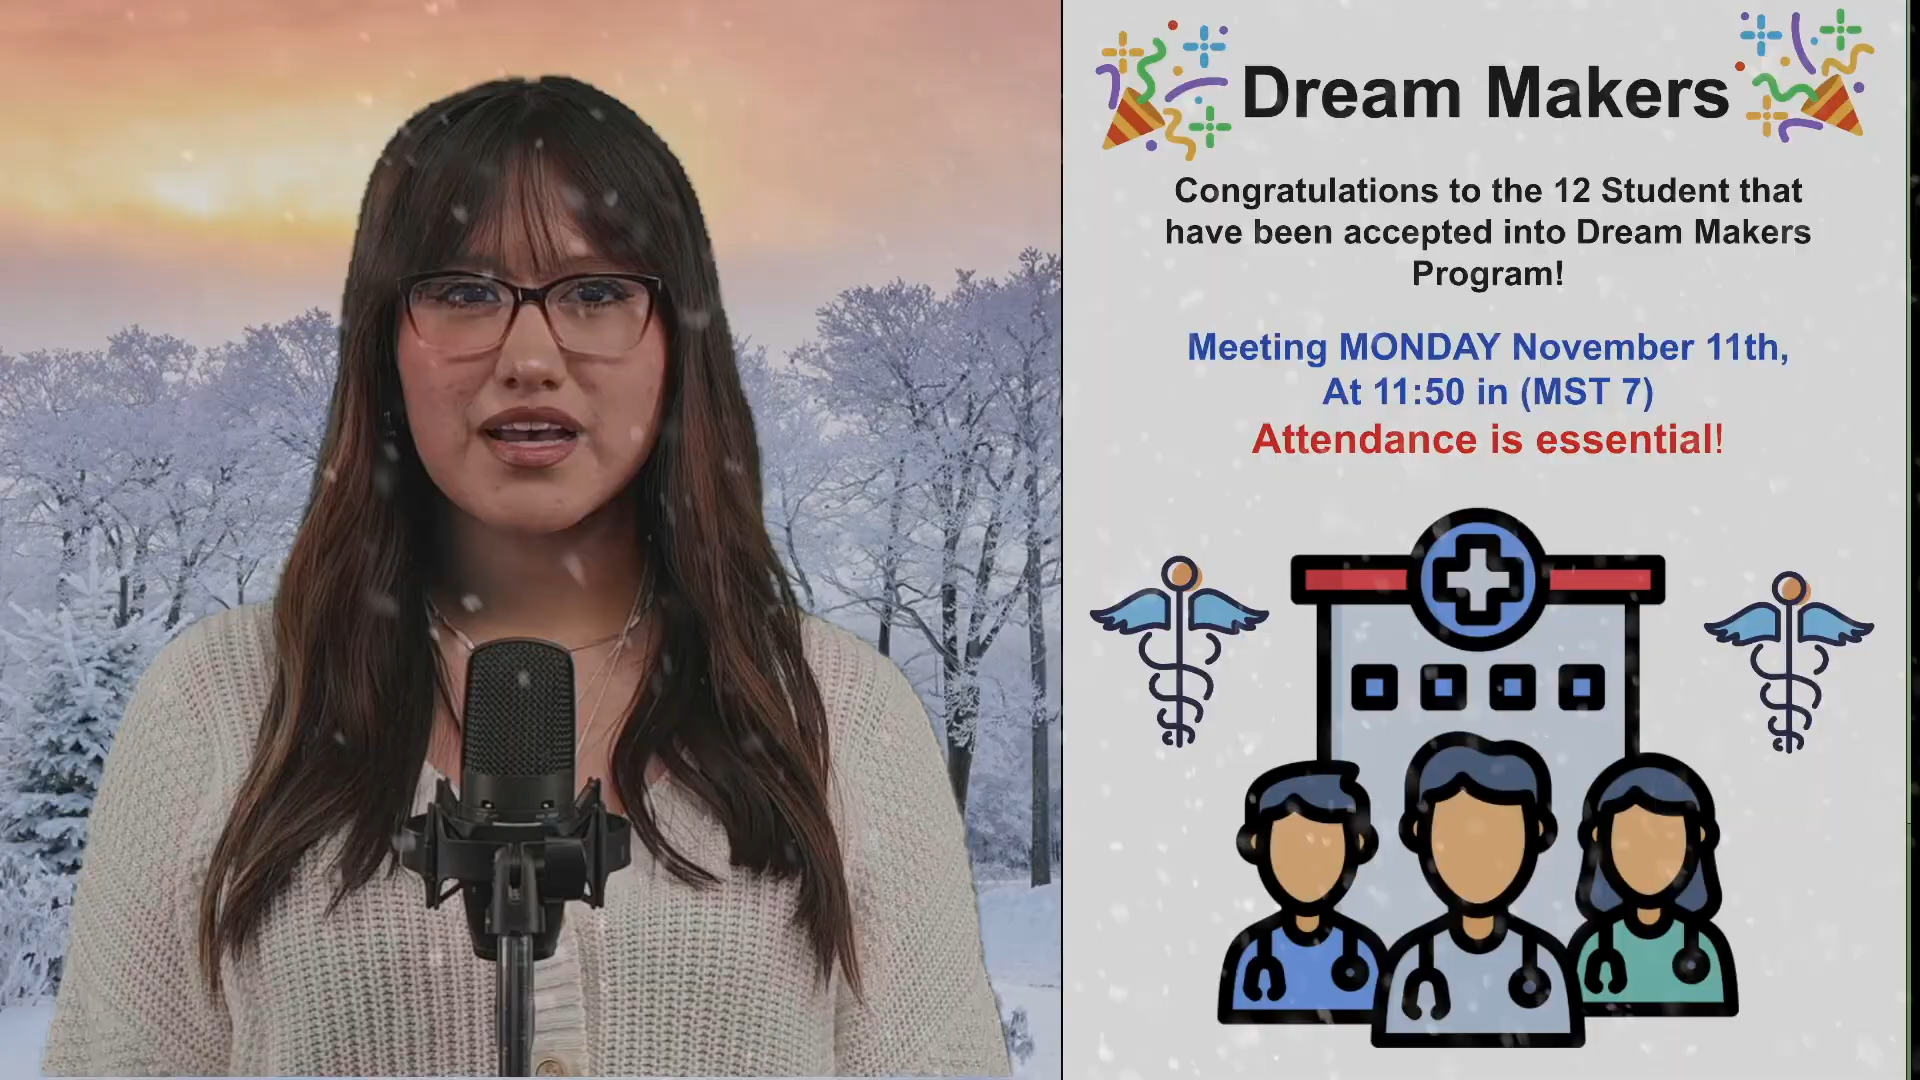 Dream Makers
Congratulations to the 12 Student that
have been accepted into Dream Makers
Program!
Meeting MONDAY November 11th,
At 11:50 in (MST 7)
Attendance is essential!